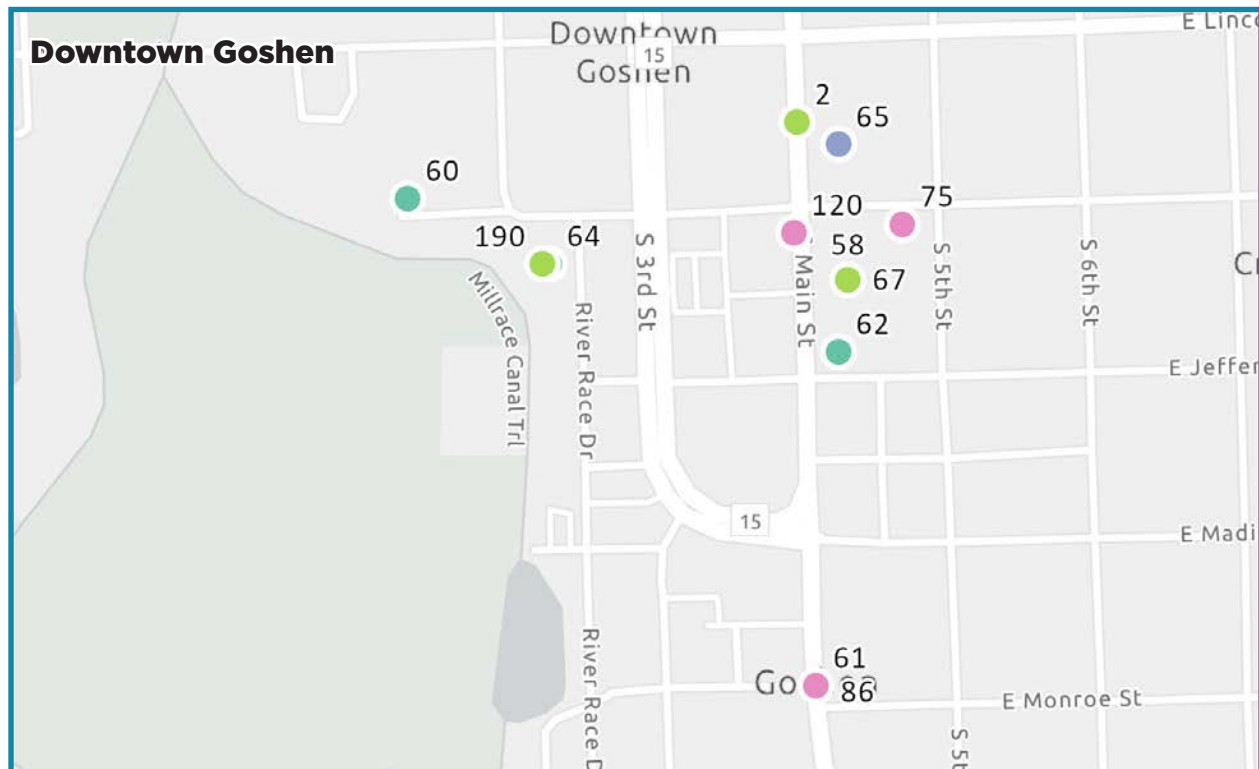 Downtown Goshen
Downtown
Goshen
15
E Linc
2
65
60
120
75
190
64
58
67
62
S 3rd St
Main St
S 5th St
S 6th St
Millrace Canal Trl
River Race Dr
E Jeffer
15
E Madi
61
86
Go
E Monroe St
River Race D
S 5t